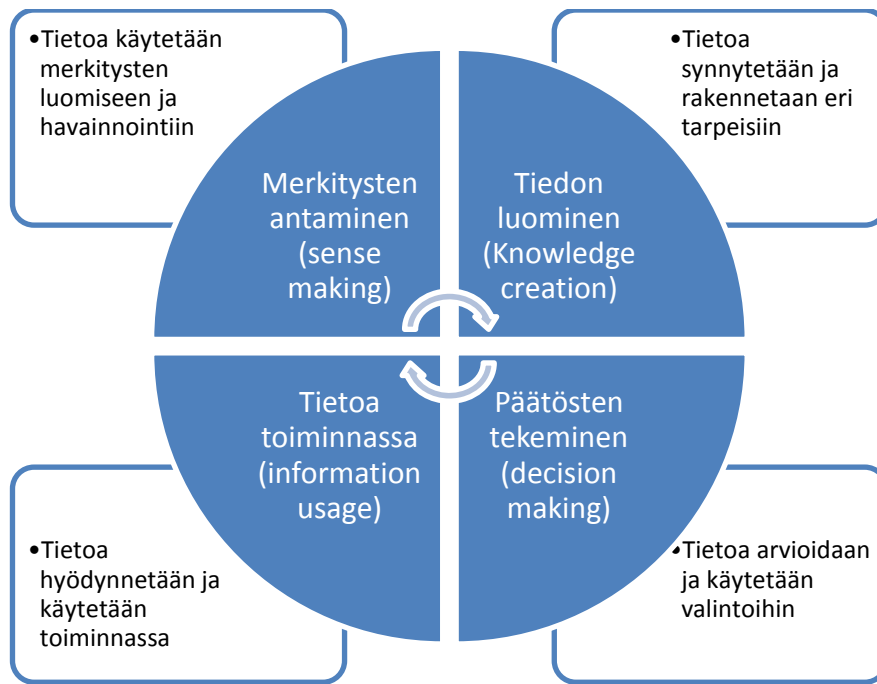 •Tietoa käytetään
merkitysten
luomiseen ja
havainnointiin
•Tietoa
synnytetään ja
rakennetaan eri
tarpeisiin
Merkitysten
antaminen
(sense
making)
Tiedon
luominen
(Knowledge
creation)
Tietoa
toiminnassa
(information
usage)
Päätösten
tekeminen
(decision
making)
•Tietoa
hyödynnetään ja
käytetään
toiminnassa
•Tietoa arvioidaan
ja käytetään
valintoihin